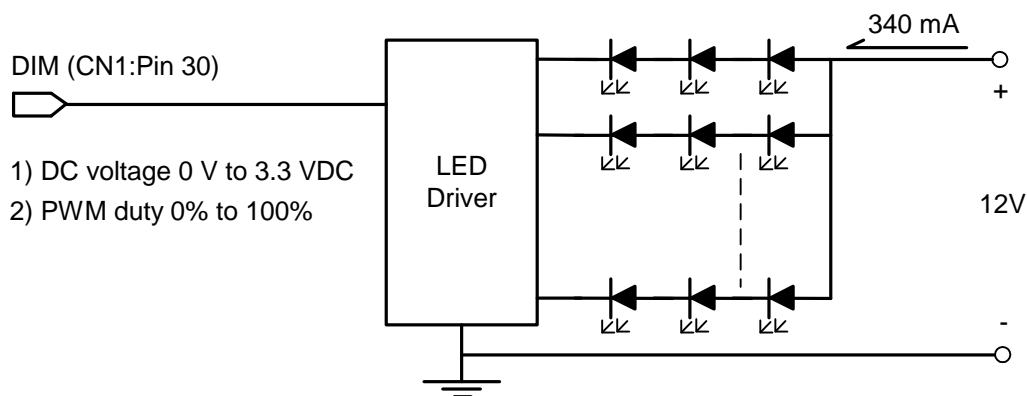 340 mA
DIM (CN1:Pin 30)
+
1) DC voltage 0 V to 3.3 VDC
2) PWM duty 0% to 100%
LED
Driver
12V
-